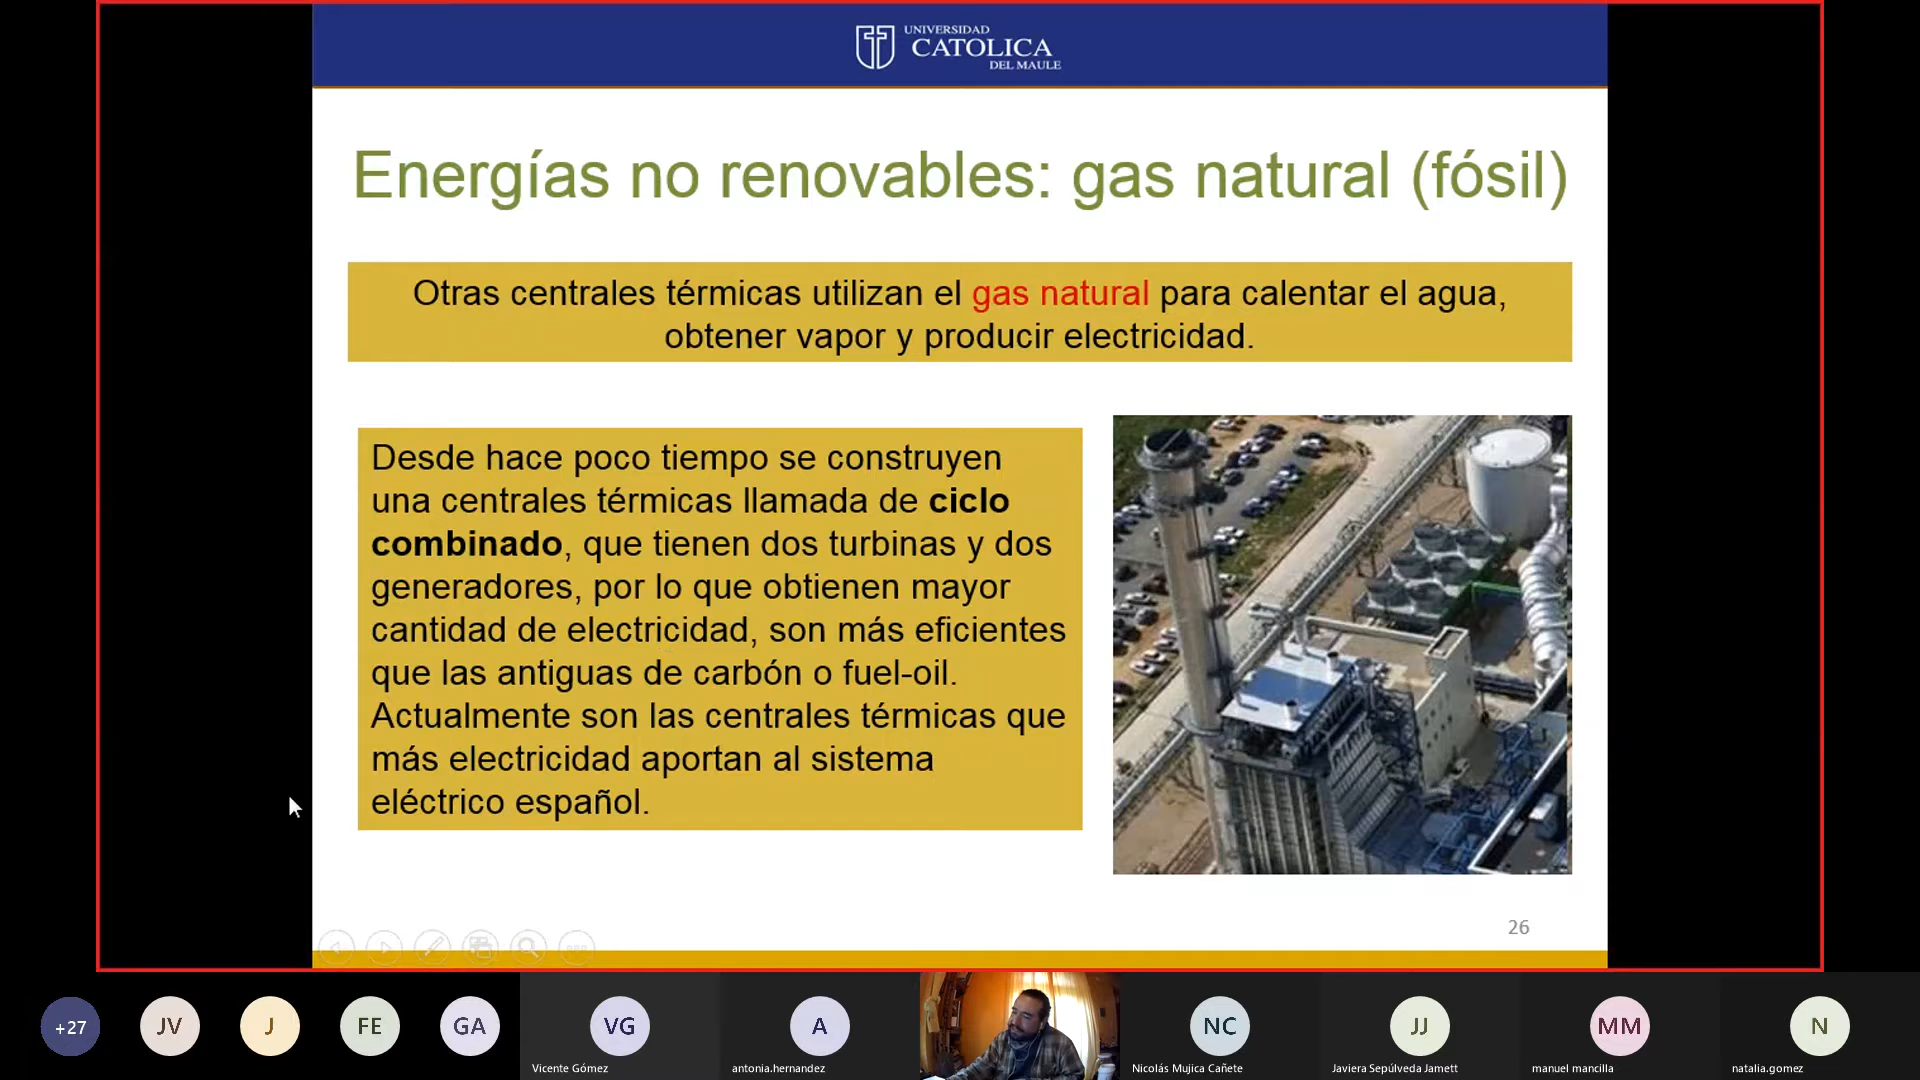 UNIVERSIDAD
CATOLICA
DEL MAULE
Energías no renovables: gas natural (fósil)
Otras centrales térmicas utilizan el gas natural para calentar el agua,
obtener vapor y producir electricidad.
Desde hace poco tiempo se construyen
una centrales térmicas llamada de ciclo
combinado, que tienen dos turbinas y dos
generadores, por lo que obtienen mayor
cantidad de electricidad, son más eficientes
que las antiguas de carbón o fuel-oil.
Actualmente son las centrales térmicas que
más electricidad aportan al sistema
eléctrico español.
26
+27
JV
J
FE
GA
VG
A
NC
JJ
MM
N
Vicente Gómez
antonia.hernandez
Nicolás Mujica Cañete
Javiera Sepúlveda Jamett
manuel mancilla
natalia.gomez